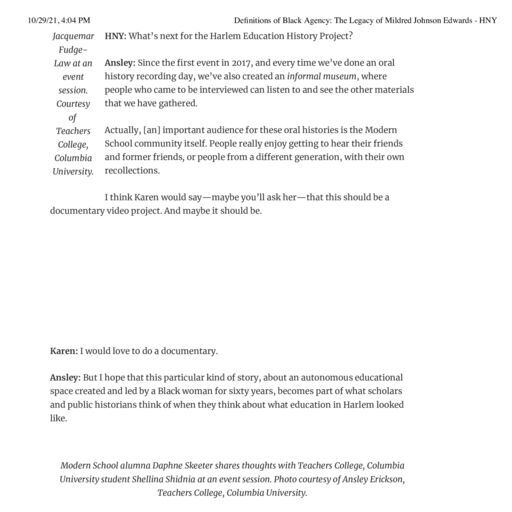 10/29/21, 4:04 PM
Definitions of Black Agency: The Legacy of Mildred Johnson Edwards - HNY
Jacquemar
Fudge-
Law at an
event
session.
Courtesy
of
Teachers
College,
Columbia
University.
HNY: What's next for the Harlem Education History Project?
Ansley: Since the first event in 2017, and every time we've done an oral
history recording day, we've also created an informal museum, where
people who came to be interviewed can listen to and see the other materials
that we have gathered.
Actually, [an] important audience for these oral histories is the Modern
School community itself. People really enjoy getting to hear their friends
and former friends, or people from a different generation, with their own
recollections.
I think Karen would say—maybe you'll ask her—that this should be a
documentary video project. And maybe it should be.
Karen: I would love to do a documentary.
Ansley: But I hope that this particular kind of story, about an autonomous educational
space created and led by a Black woman for sixty years, becomes part of what scholars
and public historians think of when they think about what education in Harlem looked
like.
Modern School alumna Daphne Skeeter shares thoughts with Teachers College, Columbia
University student Shellina Shidnia at an event session. Photo courtesy of Ansley Erickson,
Teachers College, Columbia University.